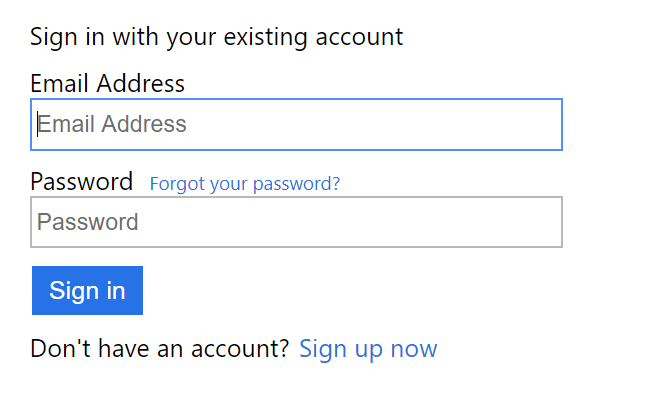 Sign in with your existing account
Email Address
Email Address
Password Forgot your password?
Password
Sign in
Don't have an account? Sign up now